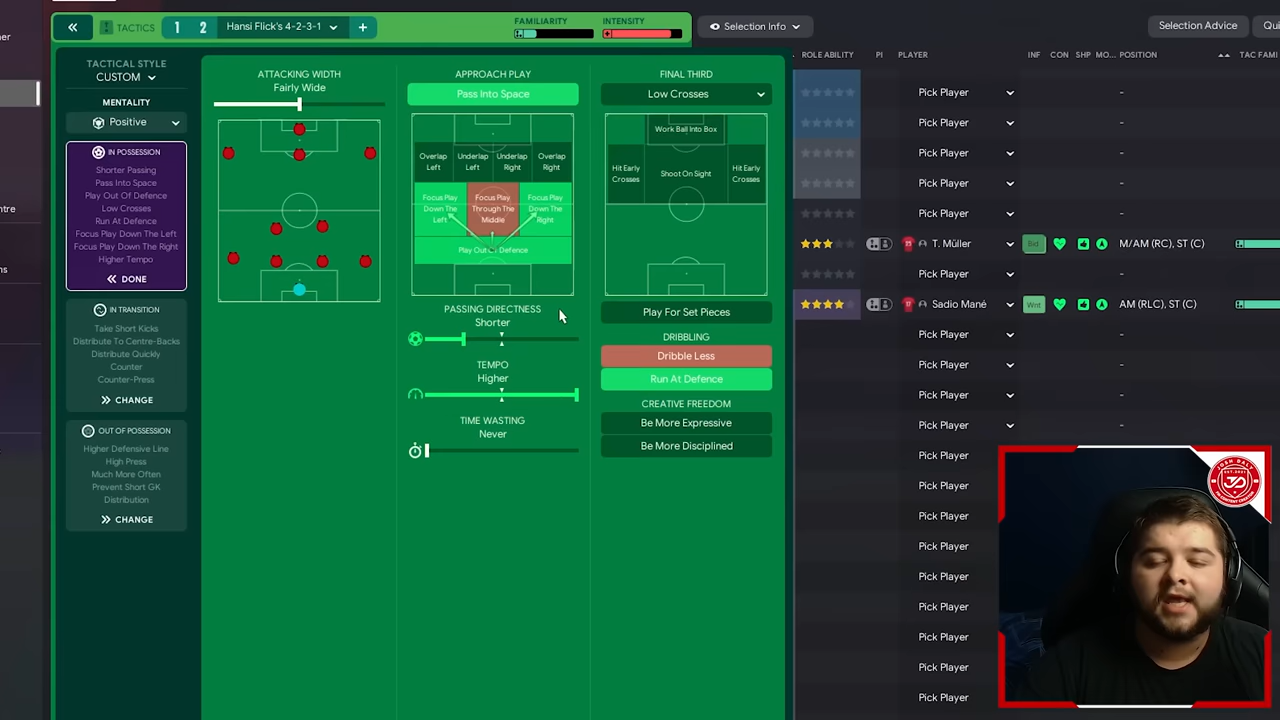 TACTICS
1 2
Hansi Flick's 4-2-3-1
FAMILIARITY
INTENSITY
Selection Info
Selection Advice
Qui
TACTICAL STYLE
CUSTOM
MENTALITY
Positive
IN POSSESSION
Shorter Passing
Pass Into Space
Play Out Of Defence
Low Crosses
Run At Defence
Focus Play Down The Left
Focus Play Down The Right
Higher Tempo
DONE
IN TRANSITION
Take Short Kicks
Distribute To Centre-Backs
Distribute Quickly
Counter
Counter-Press
CHANGE
OUT OF POSSESSION
Higher Defensive Line
High Press
Much More Often
Prevent Short GK
Distribution
CHANGE
ATTACKING WIDTH
Fairly Wide
APPROACH PLAY
Pass Into Space
Overlap
Left
Underlap
Left
Underlap
Right
Overlap
Right
Focus Play
Down The
Left
Focus Play
Through The
Middle
Focus Play
Down The
Right
Play Out Of Defence
PASSING DIRECTNESS
Shorter
TEMPO
Higher
TIME WASTING
Never
FINAL THIRD
Low Crosses
Work Ball Into Box
Hit Early
Crosses
Shoot On Sight
Hit Early
Crosses
Play For Set Pieces
DRIBBLING
Dribble Less
Run At Defence
CREATIVE FREEDOM
Be More Expressive
Be More Disciplined
ROLE ABILITY PI PLAYER INF CON SHP MO... POSITION TAC FAMI
Pick Player -
Pick Player -
Pick Player -
Pick Player -
Pick Player -
T. Müller Bid M/AM (RC), ST (C)
Pick Player -
Sadio Mané Wnt AM (RLC), ST (C)
Pick Player -
Pick Player -
Pick Player -
Pick Player -
Pick Player
Pick Player
Pick Player
Pick Player
Pick Player
Pick Player
Pick Player
Pick Player
Pick Player
JOSH DALY
JD